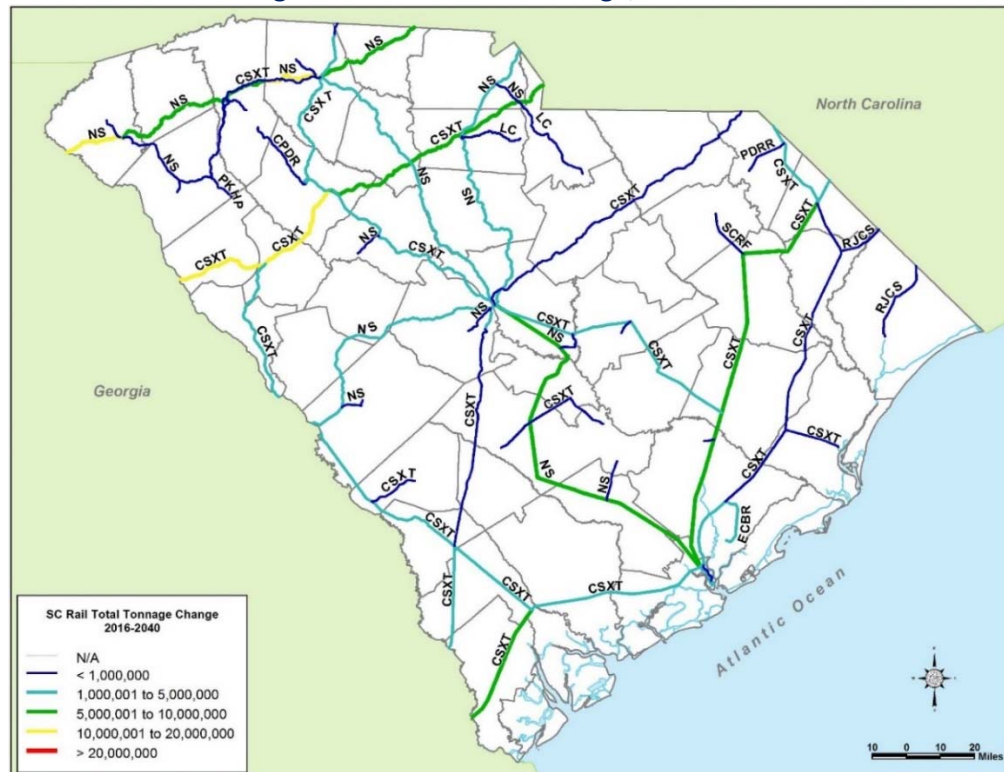 NS
NS
CSXT
NS
CSXT
NS
NS
NS
CSXT
LC
LC
NS
NS
CPDR
PKHP
NS
NS
CSXT
CSXT
CSXT
NS
CSXT
North Carolina
PDRR
CSXT
CSXT
SCRF
RJCS
RJCS
CSXT
CSXT
CSXT
NS
NS
CSXT
NS
CSXT
Georgia
NS
CSXT
CSXT
NS
NS
CSXT
CSXT
CSXT
CSXT
CSXT
CSXT
ECBR
CSXT
Atlantic Ocean
SC Rail Total Tonnage Change
2016-2040
N/A
< 1,000,000
1,000,001 to 5,000,000
5,000,001 to 10,000,000
10,000,001 to 20,000,000
> 20,000,000
10 0 10 20
Miles